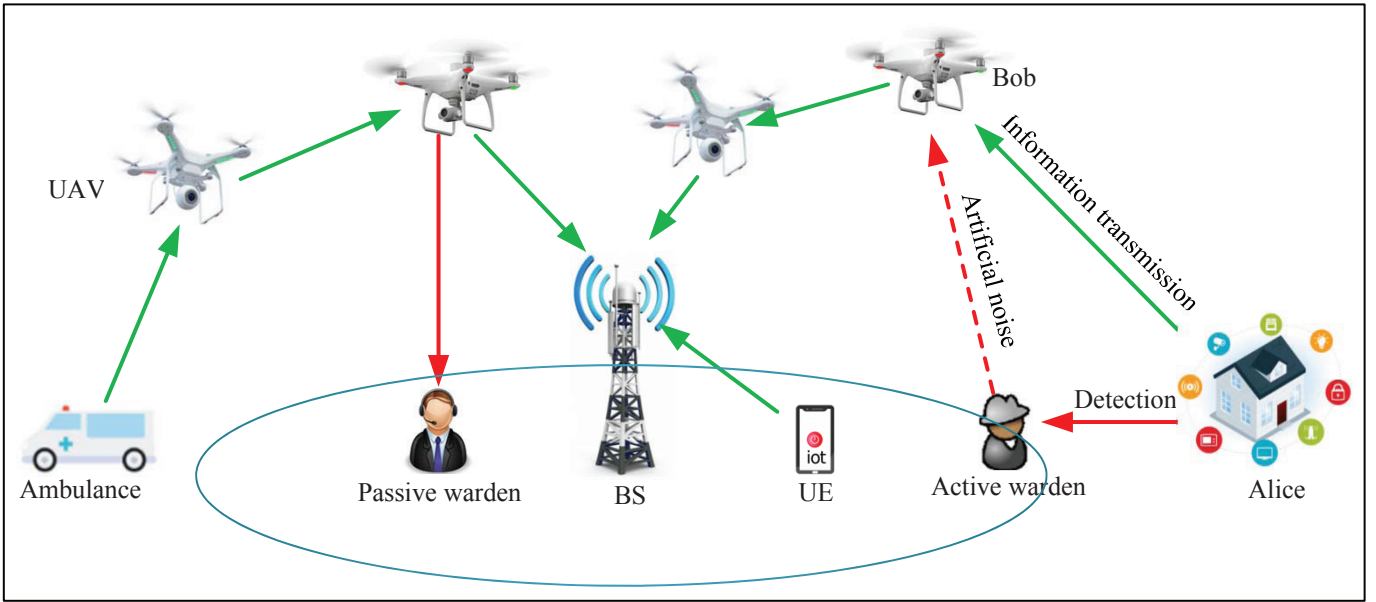 Bob
UAV
Information transmission
Artificial noise
Detection
iot
Ambulance
Passive warden
BS
UE
Active warden
Alice